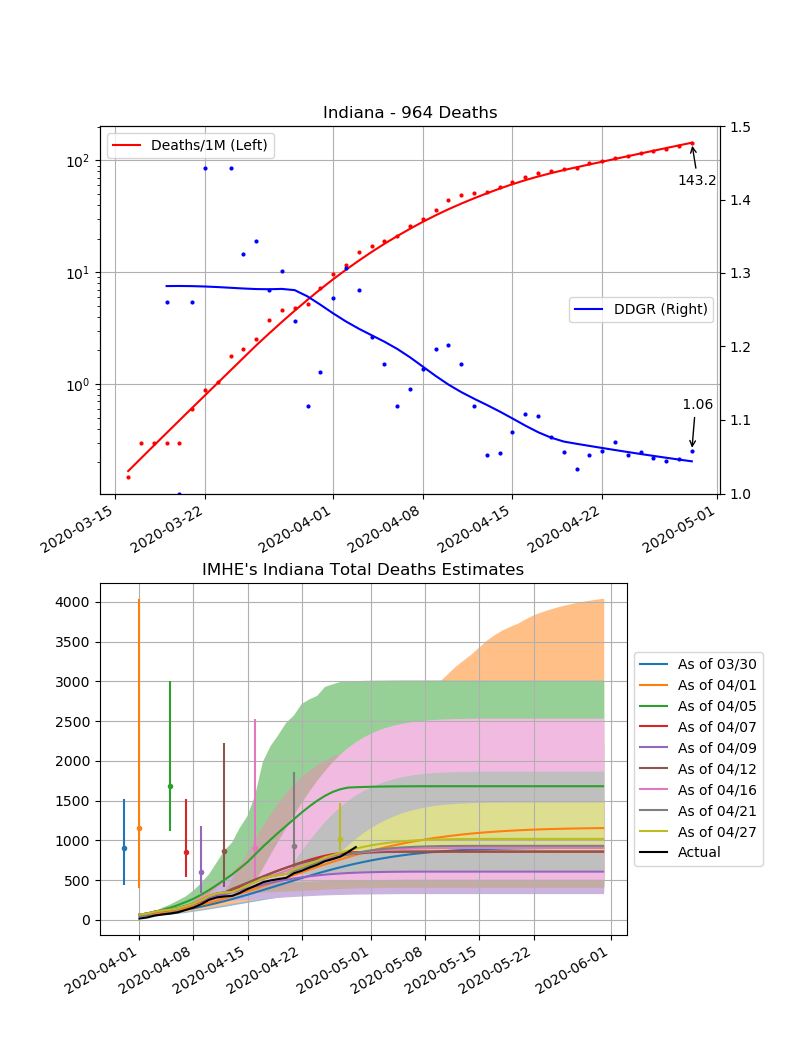 Indiana - 964 Deaths
Deaths/1M (Left)
DDGR (Right)
143.2
1.06
10²
10¹
10⁰
1.5
1.4
1.3
1.2
1.1
1.0
2020-03-15
2020-03-22
2020-04-01
2020-04-08
2020-04-15
2020-04-22
2020-05-01
IMHE's Indiana Total Deaths Estimates
4000
3500
3000
2500
2000
1500
1000
500
0
2020-04-01
2020-04-08
2020-04-15
2020-04-22
2020-05-01
2020-05-08
2020-05-15
2020-05-22
2020-06-01
As of 03/30
As of 04/01
As of 04/05
As of 04/07
As of 04/09
As of 04/12
As of 04/16
As of 04/21
As of 04/27
Actual